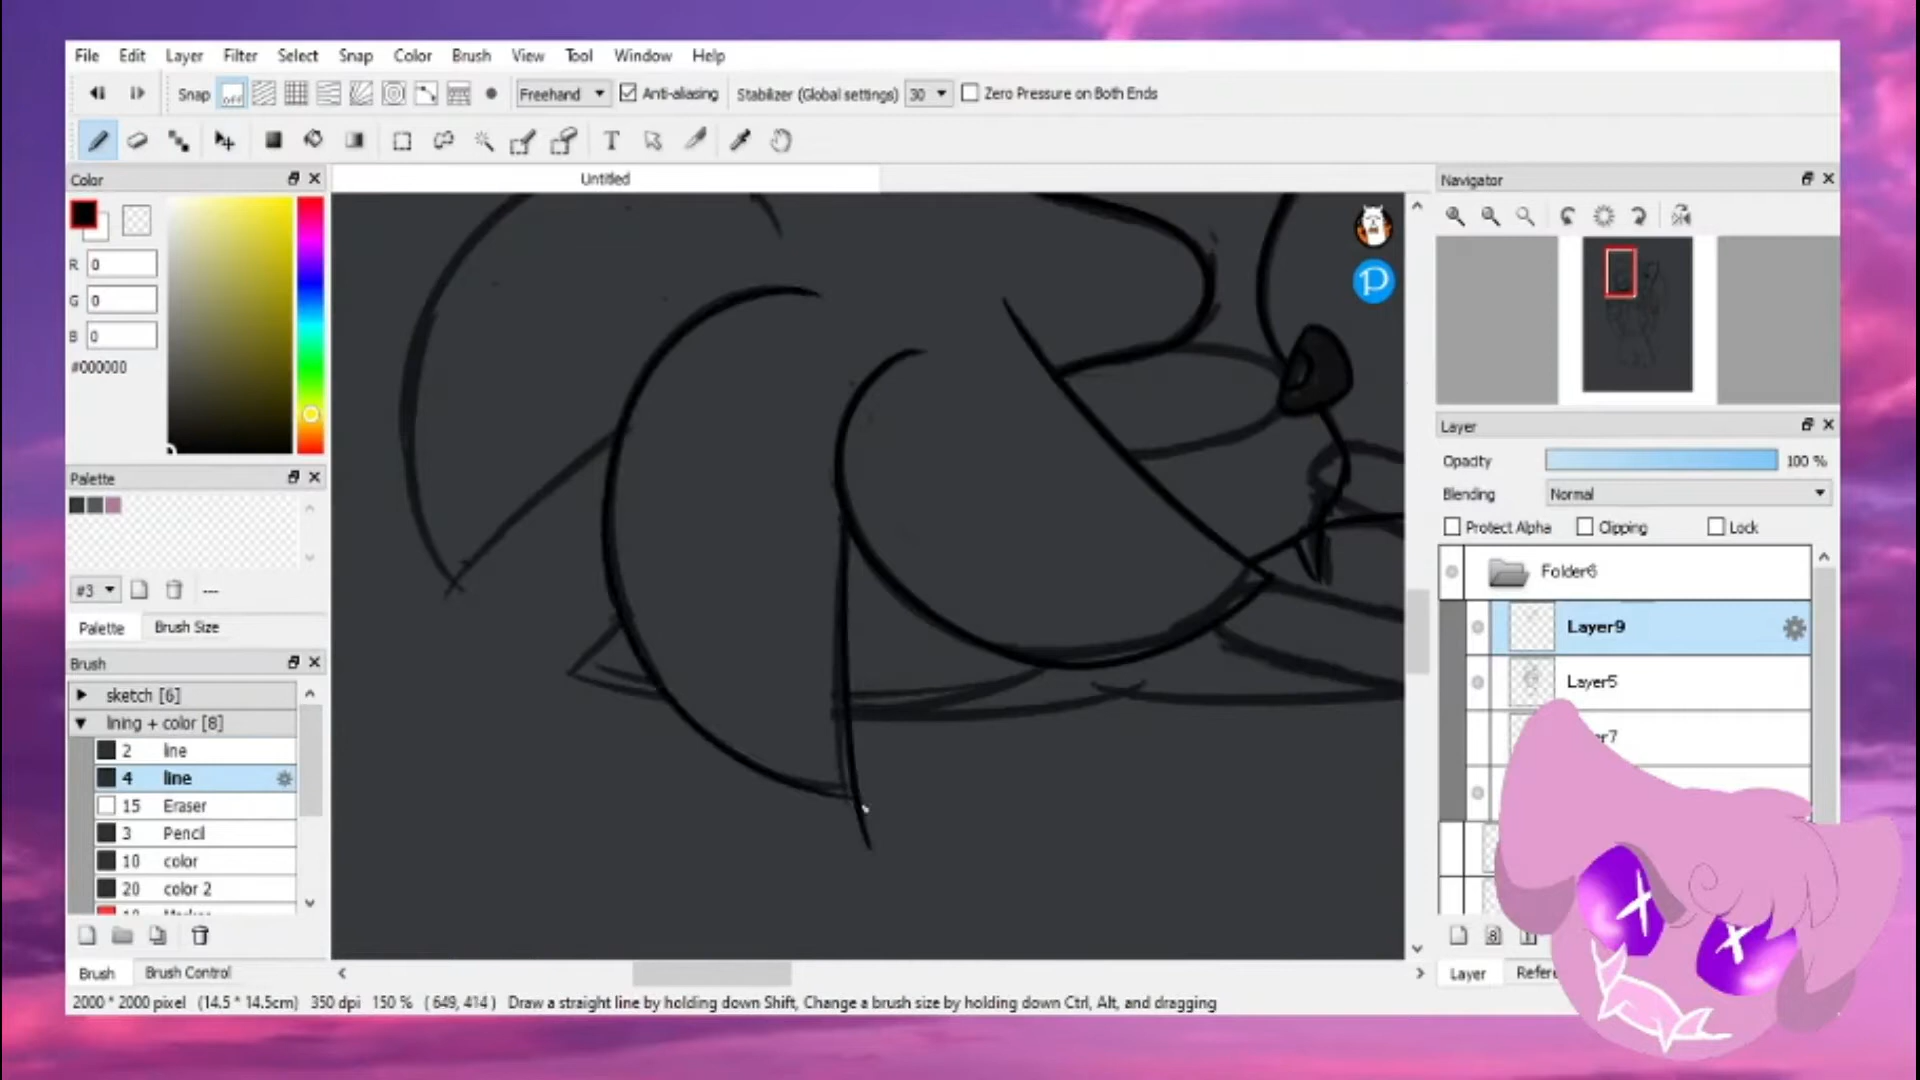 File Edit Layer Filter Select Snap Color Brush View Tool Window Help
Snap off Freehand Anti-aliasing Stabilizer (Global settings) 30 Zero Pressure on Both Ends
T
Color
Untitled
Navigator
R 0
G 0
B 0
#000000
P
Layer
Opacity 100 %
Blending Normal
Protect Alpha Clipping Lock
Palette
#3 ---
Palette Brush Size
Folder6
Layer9
Layer5
er7
Brush
sketch [6]
lining + color [8]
2 line
4 line
15 Eraser
3 Pencil
10 color
20 color 2
Brush Brush Control
Layer Refere
2000 * 2000 pixel (14.5 * 14.5cm) 350 dpi 150 % ( 649, 414 ) Draw a straight line by holding down Shift, Change a brush size by holding down Ctrl, Alt, and dragging